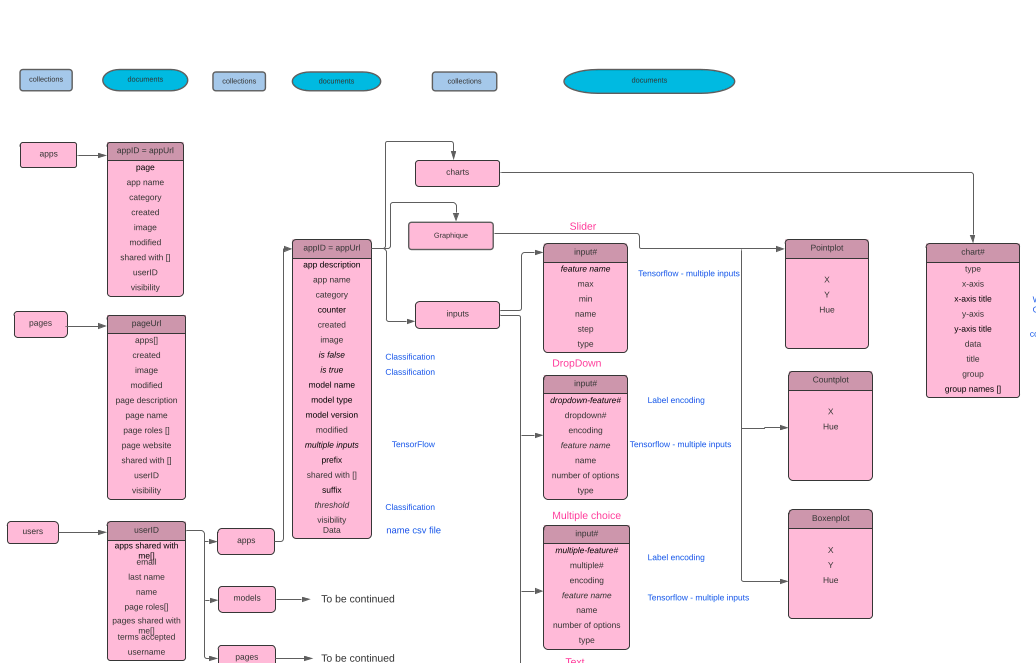 collections
documents
collections
documents
collections
documents
apps
appID = appUrl
page
app name
category
created
image
modified
shared with []
userID
visibility
pages
pageUrl
apps[]
created
image
modified
page description
page name
page roles []
page website
shared with []
userID
visibility
users
userID
apps shared with
me[]
email
last name
name
page roles[]
pages shared with
me[]
terms accepted
username
apps
models
To be continued
pages
To be continued
appID = appUrl
app description
app name
category
counter
created
image
is false
is true
model name
model type
model version
modified
multiple inputs
prefix
shared with []
suffix
threshold
visibility
Data
Classification
Classification
TensorFlow
Classification
name csv file
charts
Graphique
inputs
Slider
input#
feature name
max
min
name
step
type
Tensorflow - multiple inputs
DropDown
input#
dropdown-feature#
dropdown#
encoding
feature name
name
number of options
type
Label encoding
Tensorflow - multiple inputs
Multiple choice
input#
multiple-feature#
multiple#
encoding
feature name
name
number of options
type
Label encoding
Tensorflow - multiple inputs
Text
Pointplot
X
Y
Hue
Countplot
X
Hue
Boxenplot
X
Y
Hue
chart#
type
x-axis
x-axis title
y-axis
y-axis title
data
title
group
group names []